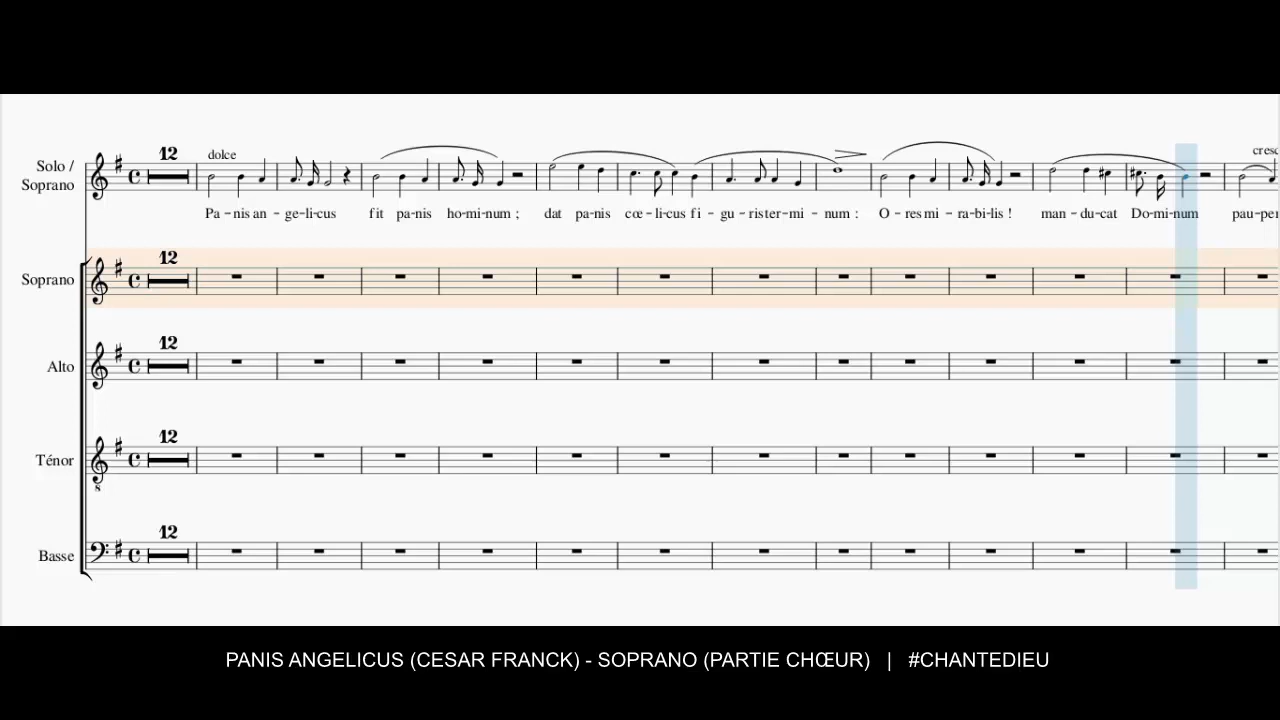 12
dolce
cresc
Solo /
Soprano
Pa – nis an – ge – li – cus fit pa – nis ho – mi – num ; dat pa – nis cœ – li – cus fi – gu – ris ter – mi – num : O – res mi – ra – bi – lis ! man – du – cat Do – mi – num pau – per
12
Soprano
12
Alto
12
Ténor
8
12
Basse
PANIS ANGELICUS (CESAR FRANCK) - SOPRANO (PARTIE CHŒUR) | #CHANTEDIEU